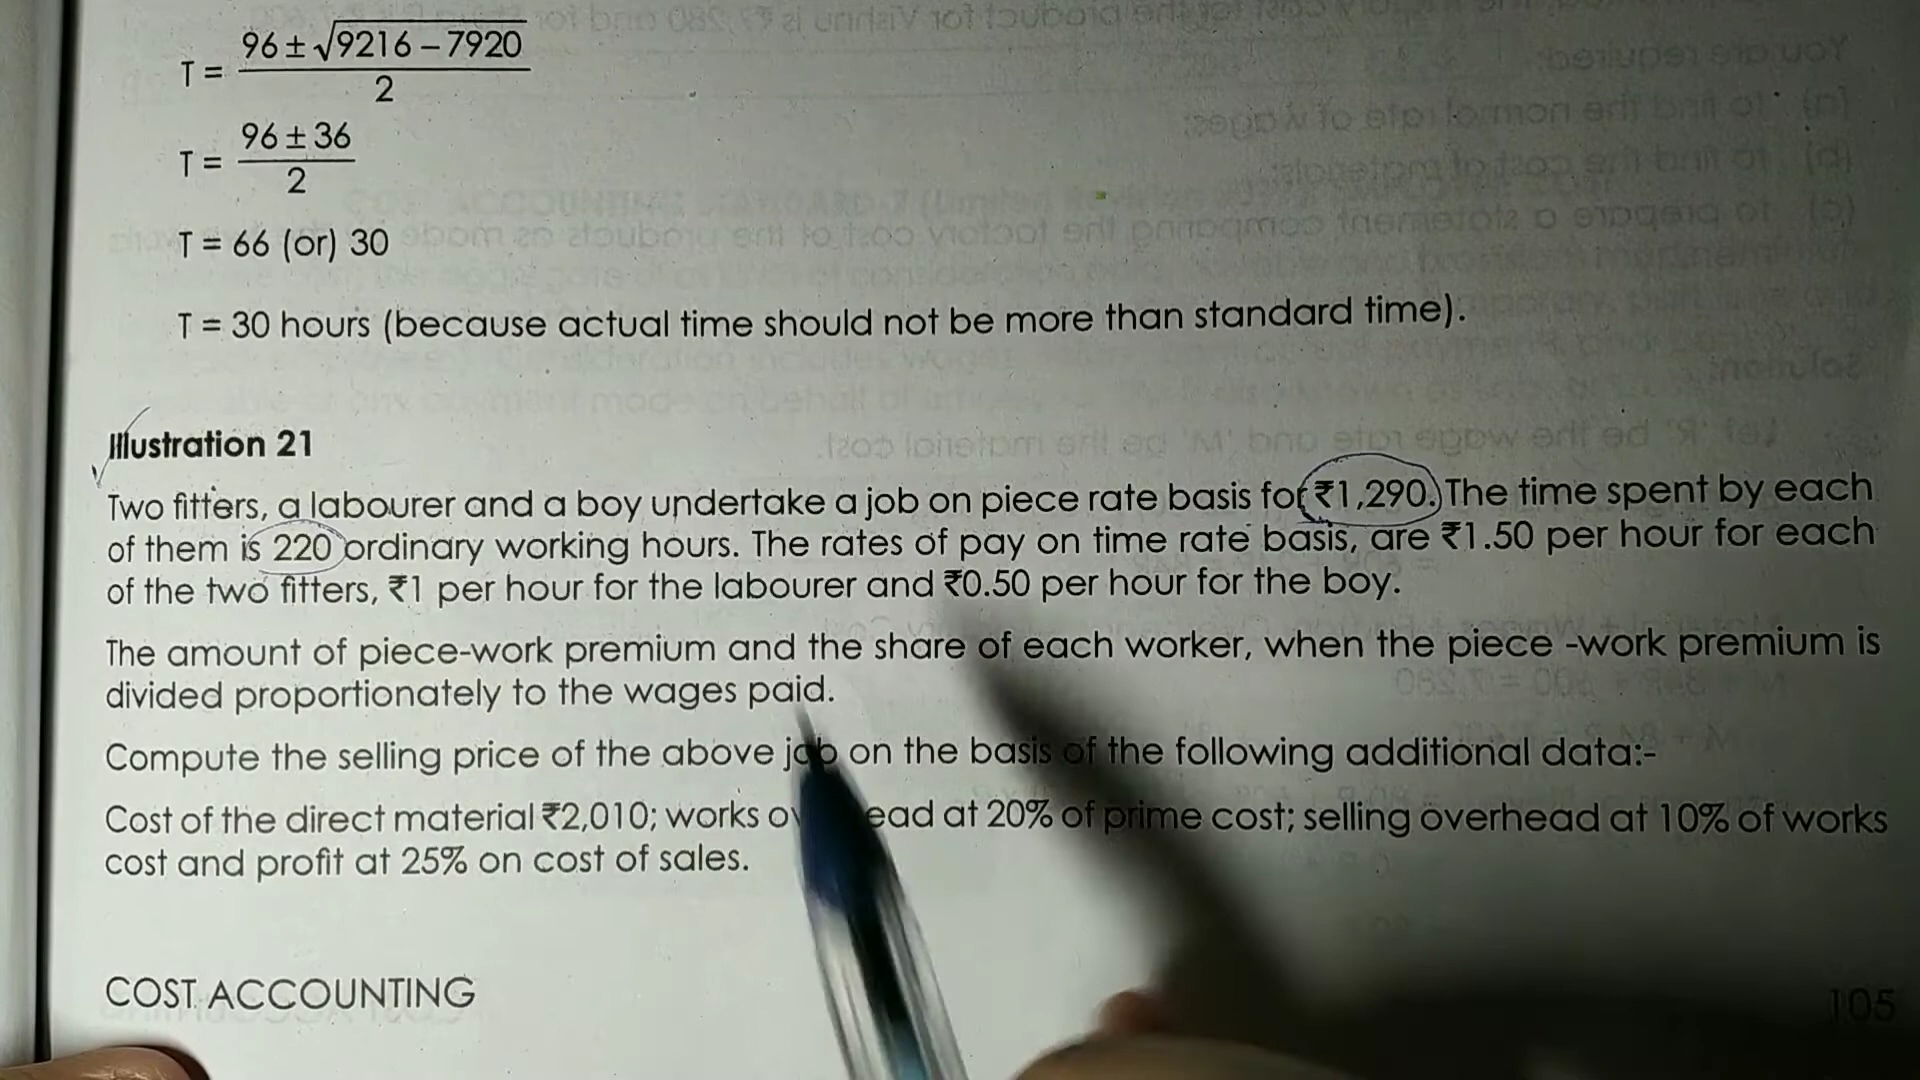 T = 96 ± √9216 – 7920 / 2
T = 96 ± 36 / 2
T = 66 (or) 30
T = 30 hours (because actual time should not be more than standard time).
Illustration 21
Two fitters, a labourer and a boy undertake a job on piece rate basis for ₹1,290. The time spent by each
of them is 220 ordinary working hours. The rates of pay on time rate basis, are ₹1.50 per hour for each
of the two fitters, ₹1 per hour for the labourer and ₹0.50 per hour for the boy.
The amount of piece-work premium and the share of each worker, when the piece -work premium is
divided proportionately to the wages paid.
Compute the selling price of the above job on the basis of the following additional data:-
Cost of the direct material ₹2,010; works at 20% of prime cost; selling overhead at 10% of works
cost and profit at 25% on cost of sales.
COST ACCOUNTING
105